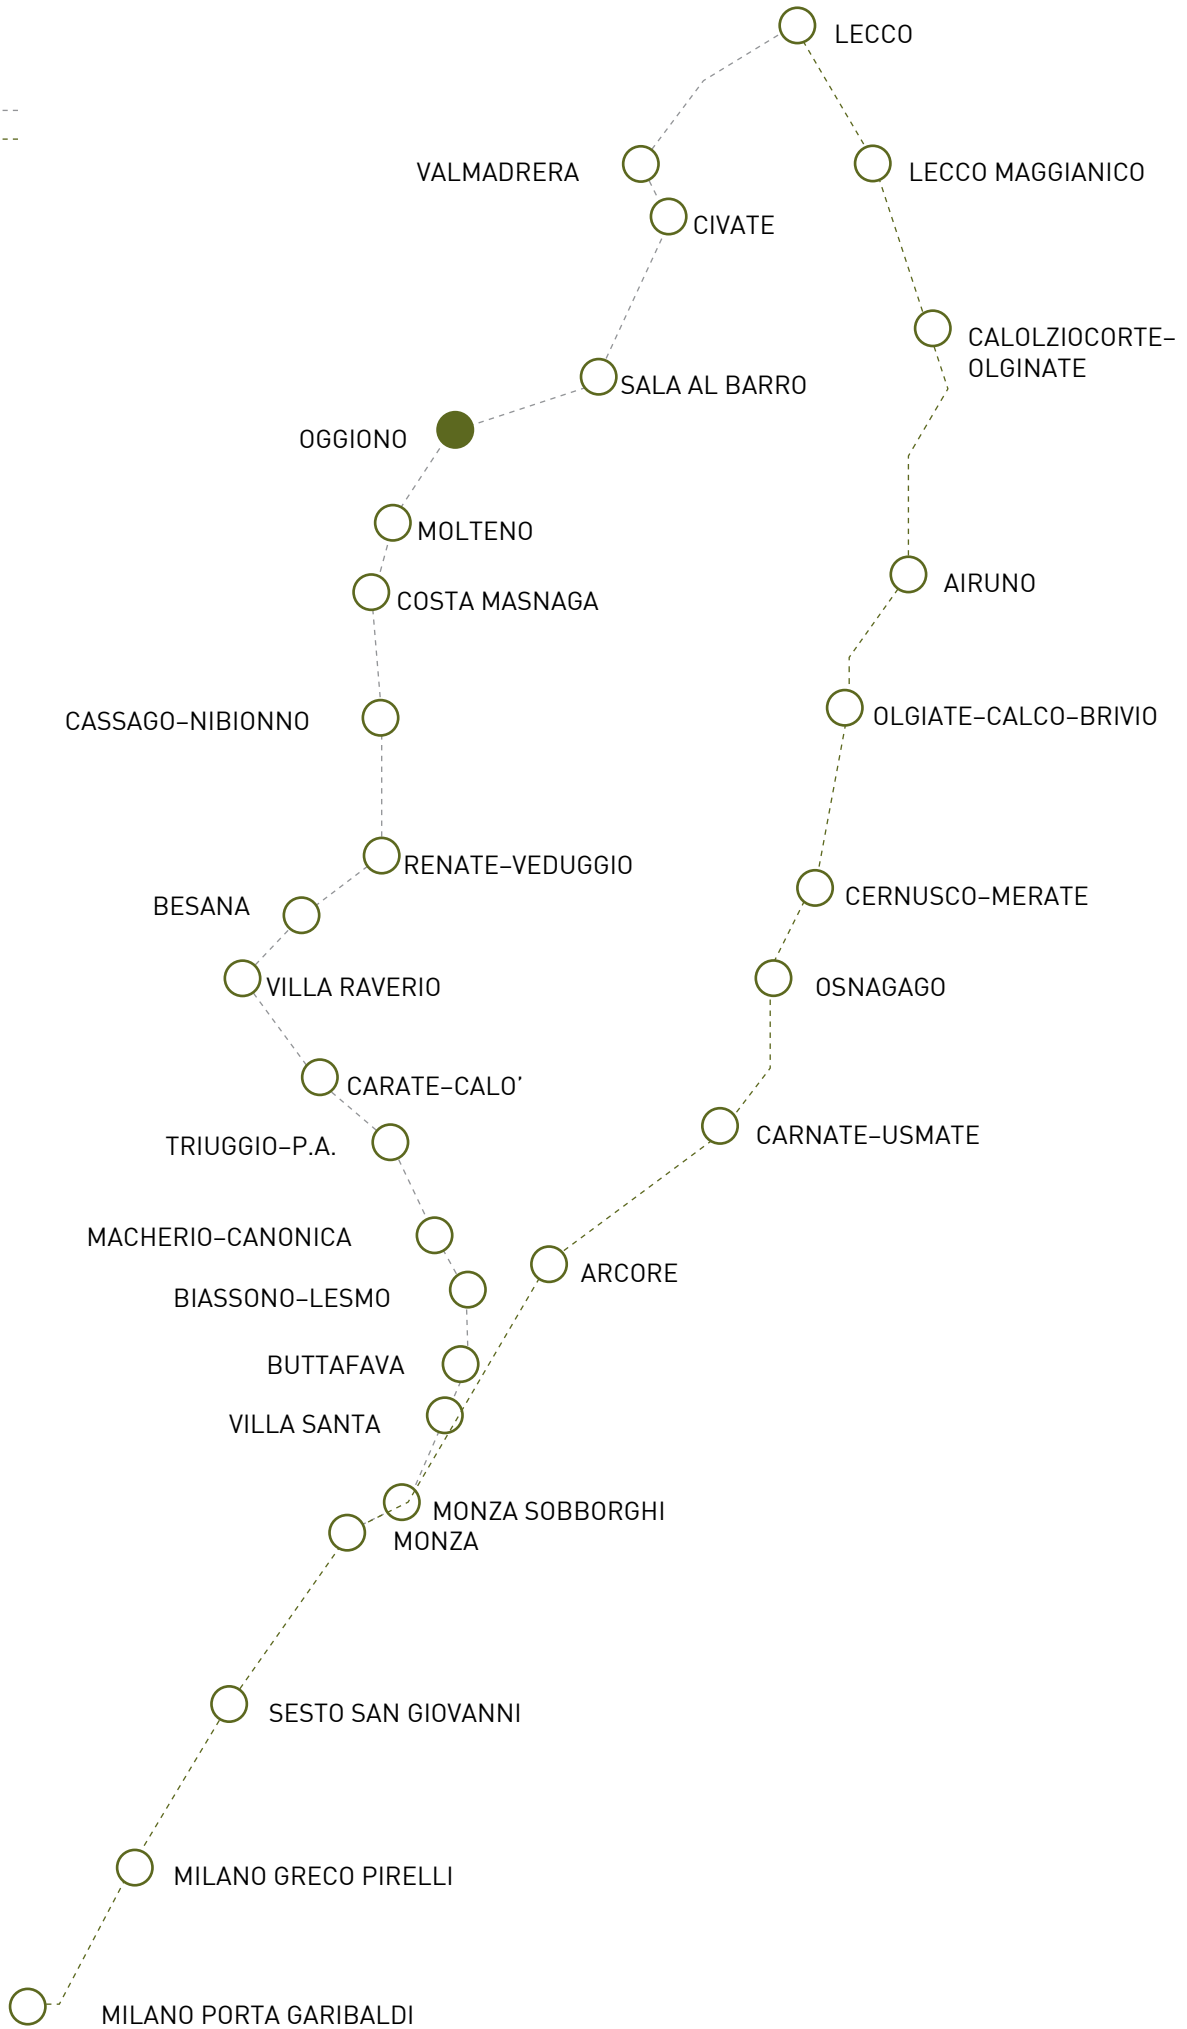 LECCO
VALMADRERA
LECCO MAGGIANICO
CIVATE
CALOLZIOCORTE–
OLGINATE
SALA AL BARRO
OGGIONO
MOLTENO
AIRUNO
COSTA MASNAGA
OLGIATE–CALCO–BRIVIO
CASSAGO–NIBIONNO
RENATE–VEDUGGIO
CERNUSCO–MERATE
BESANA
VILLA RAVERIO
OSNAGAGO
CARATE–CALO’
CARNATE–USMATE
TRIUGGIO–P.A.
MACHERIO–CANONICA
ARCORE
BIASSONO–LESMO
BUTTAFAVA
VILLA SANTA
MONZA SOBBORGHI
MONZA
SESTO SAN GIOVANNI
MILANO GRECO PIRELLI
MILANO PORTA GARIBALDI